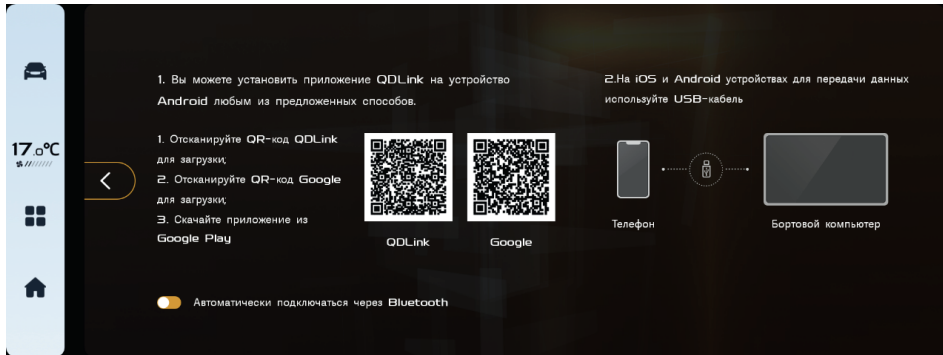 17.0°C
1. Вы можете установить приложение QDLink на устройство
Android любым из предложенных способов.
1. Отсканируйте QR-код QDLink
для загрузки;
2. Отсканируйте QR-код Google
для загрузки;
3. Скачайте приложение из
Google Play
QDLink
Google
2.На iOS и Android устройствах для передачи данных
используйте USB-кабель
Телефон
Бортовой компьютер
Автоматически подключаться через Bluetooth